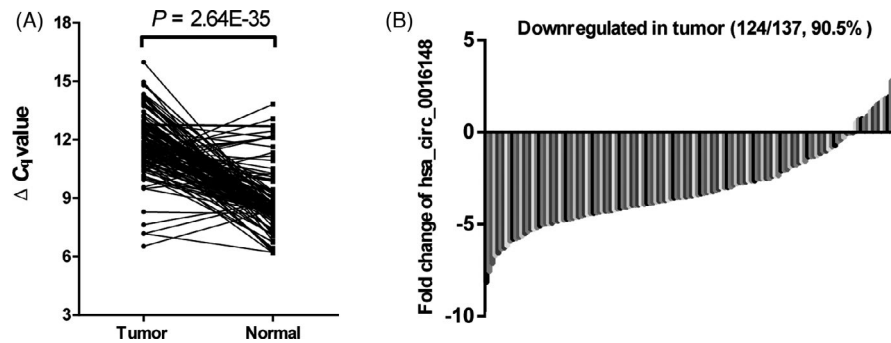 (A)
P = 2.64E-35
Δ Cq value
18
15
12
9
6
3
Tumor Normal
(B)
Downregulated in tumor (124/137, 90.5% )
Fold change of hsa_circ_0016148
5
0
-5
-10